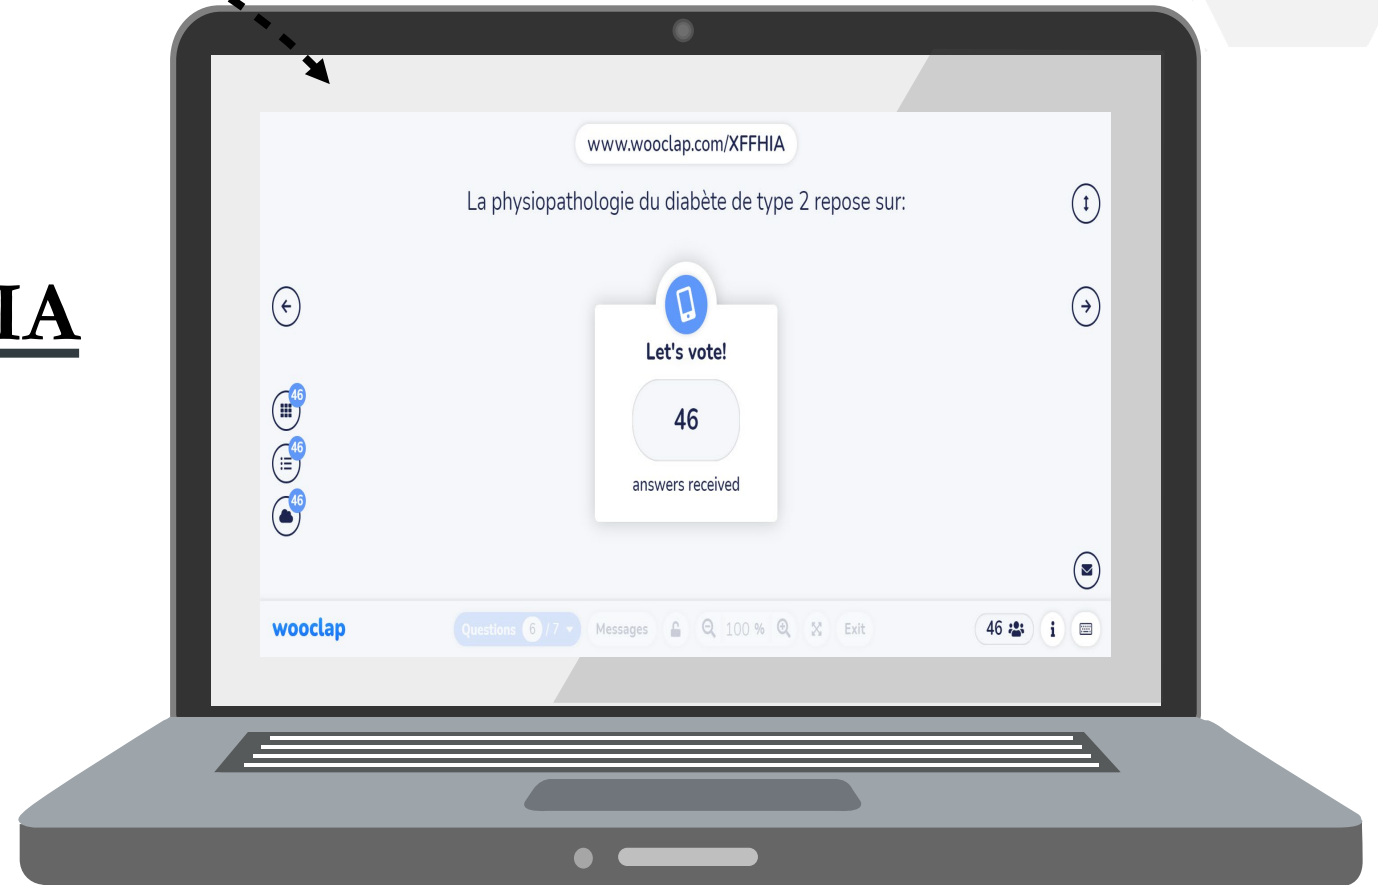 www.wooclap.com/XFFHIA
La physiopathologie du diabète de type 2 repose sur:
IA
Let's vote!
46
answers received
46
46
46
wooclap
Questions 6 / 7
Messages
100 %
Exit
46
i